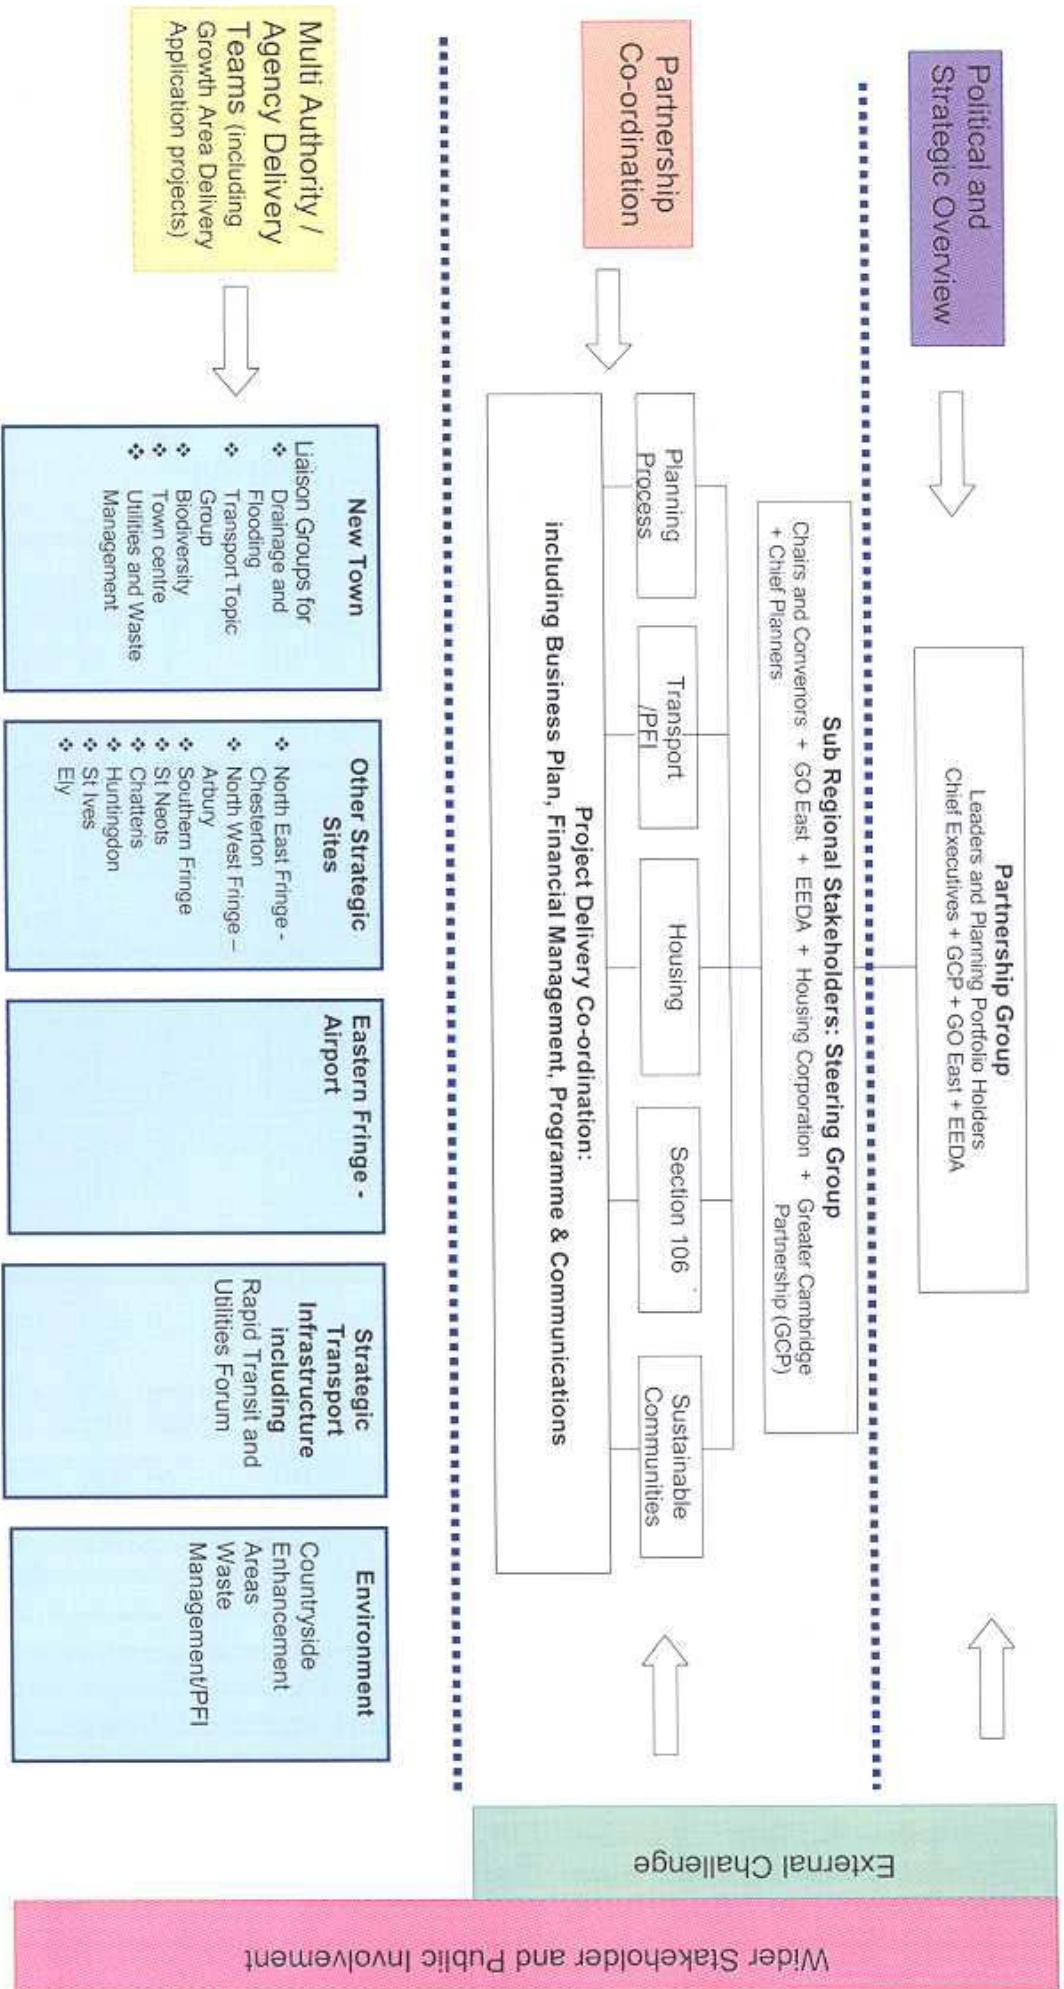 Political and
Strategic Overview
Partnership Group
Leaders and Planning Portfolio Holders
Chief Executives + GCP + GO East + EEDA
Partnership
Co-ordination
Sub Regional Stakeholders: Steering Group
Chairs and Convenors + GO East + EEDA + Housing Corporation + Greater Cambridge
+ Chief Planners
Partnership (GCP)
Planning
Process
Transport
/PFI
Housing
Section 106
Sustainable
Communities
Project Delivery Co-ordination:
including Business Plan, Financial Management, Programme & Communications
Multi Authority /
Agency Delivery
Teams (including
Growth Area Delivery
Application projects)
New Town
Liaison Groups for
❖ Drainage and
Flooding
❖ Transport Topic
Group
❖ Biodiversity
❖ Town centre
❖ Utilities and Waste
Management
Other Strategic
Sites
❖ North East Fringe -
Chesterton
❖ North West Fringe –
Arbury
❖ Southern Fringe
❖ St Neots
❖ Chatteris
❖ Huntingdon
❖ St Ives
❖ Ely
Eastern Fringe -
Airport
Strategic
Transport
Infrastructure
including
Rapid Transit and
Utilities Forum
Environment
Countryside
Enhancement
Areas
Waste
Management/PFI
External Challenge
Wider Stakeholder and Public Involvement